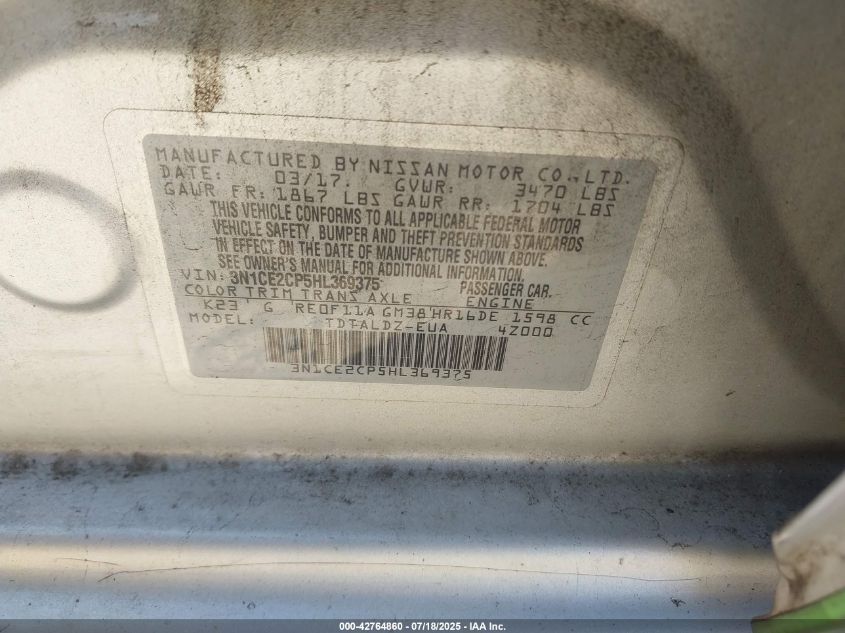 MANUFACTURED BY NISSAN MOTOR CO., LTD.
DATE: 03/17. GVWR: 3470 LBS
GAWR FR: 1867 LBS GAWR RR: 1704 LBS
THIS VEHICLE CONFORMS TO ALL APPLICABLE FEDERAL MOTOR
VEHICLE SAFETY, BUMPER AND THEFT PREVENTION STANDARDS
IN EFFECT ON THE DATE OF MANUFACTURE SHOWN ABOVE.
SEE OWNER'S MANUAL FOR ADDITIONAL INFORMATION.
VIN: 3N1CE2CP5HL369375 PASSENGER CAR.
COLOR TRIM TRANS AXLE ENGINE
K23 G RE0F11A GM38 HR16DE 1598 CC
MODEL: TDTALDZ-EUA 4Z000
3N1CE2CP5HL369375
000-42764860 - 07/18/2025 - IAA Inc.